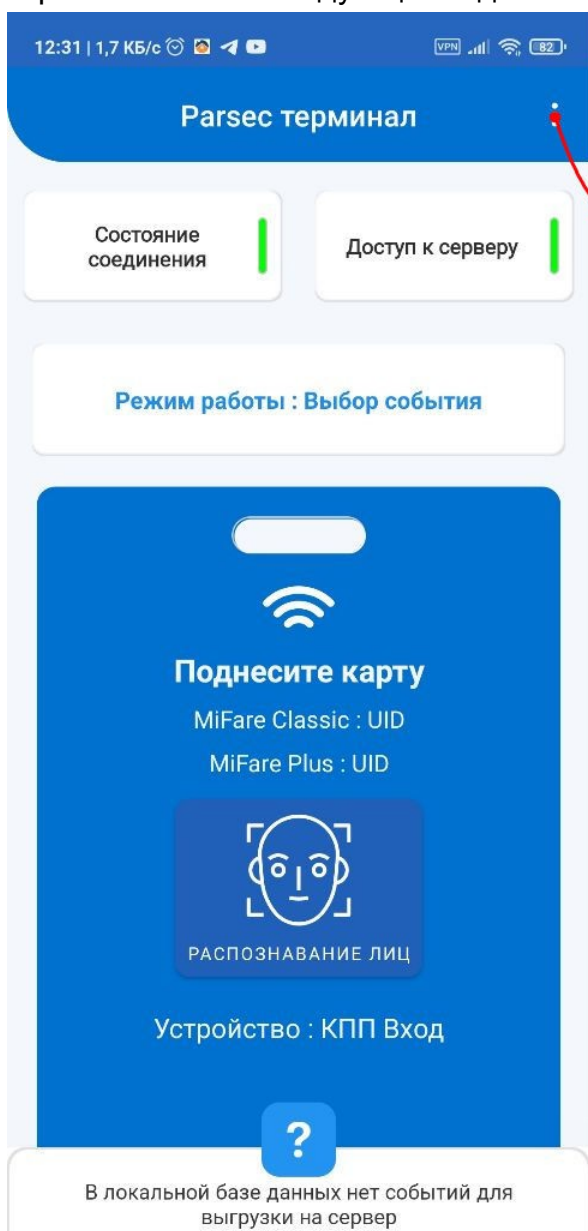 12:31 | 1,7 КБ/с
VPN 82
Parsec терминал
Состояние
соединения
Доступ к серверу
Режим работы : Выбор события
Поднесите карту
MiFare Classic : UID
MiFare Plus : UID
РАСПОЗНАВАНИЕ ЛИЦ
Устройство : КПП Вход
?
В локальной базе данных нет событий для
выгрузки на сервер